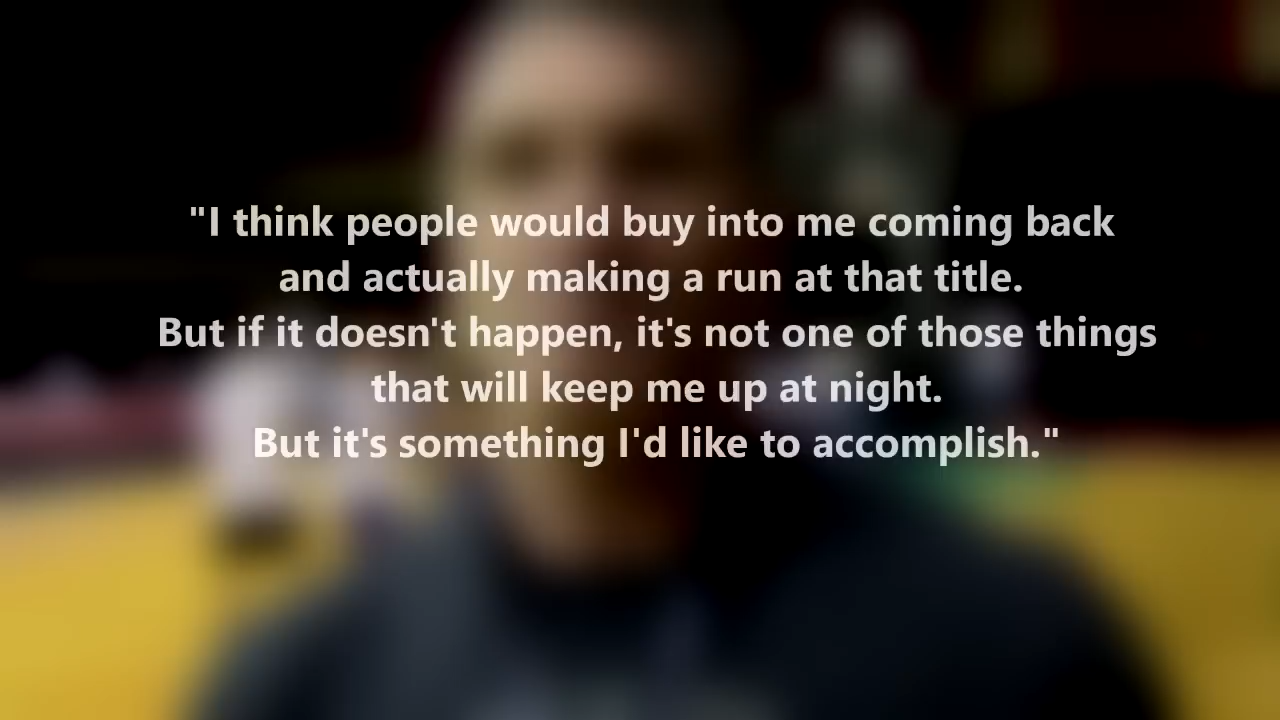 "I think people would buy into me coming back
and actually making a run at that title.
But if it doesn't happen, it's not one of those things
that will keep me up at night.
But it's something I'd like to accomplish."